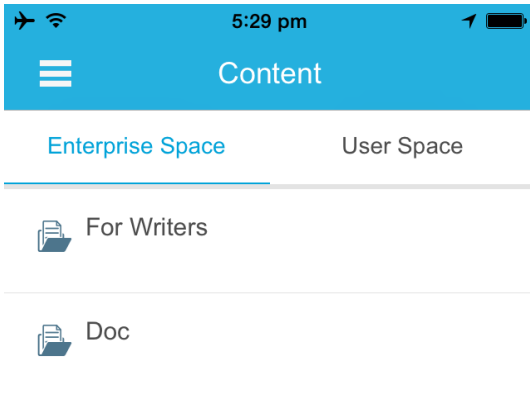 5:29 pm
Content
Enterprise Space User Space
For Writers
Doc